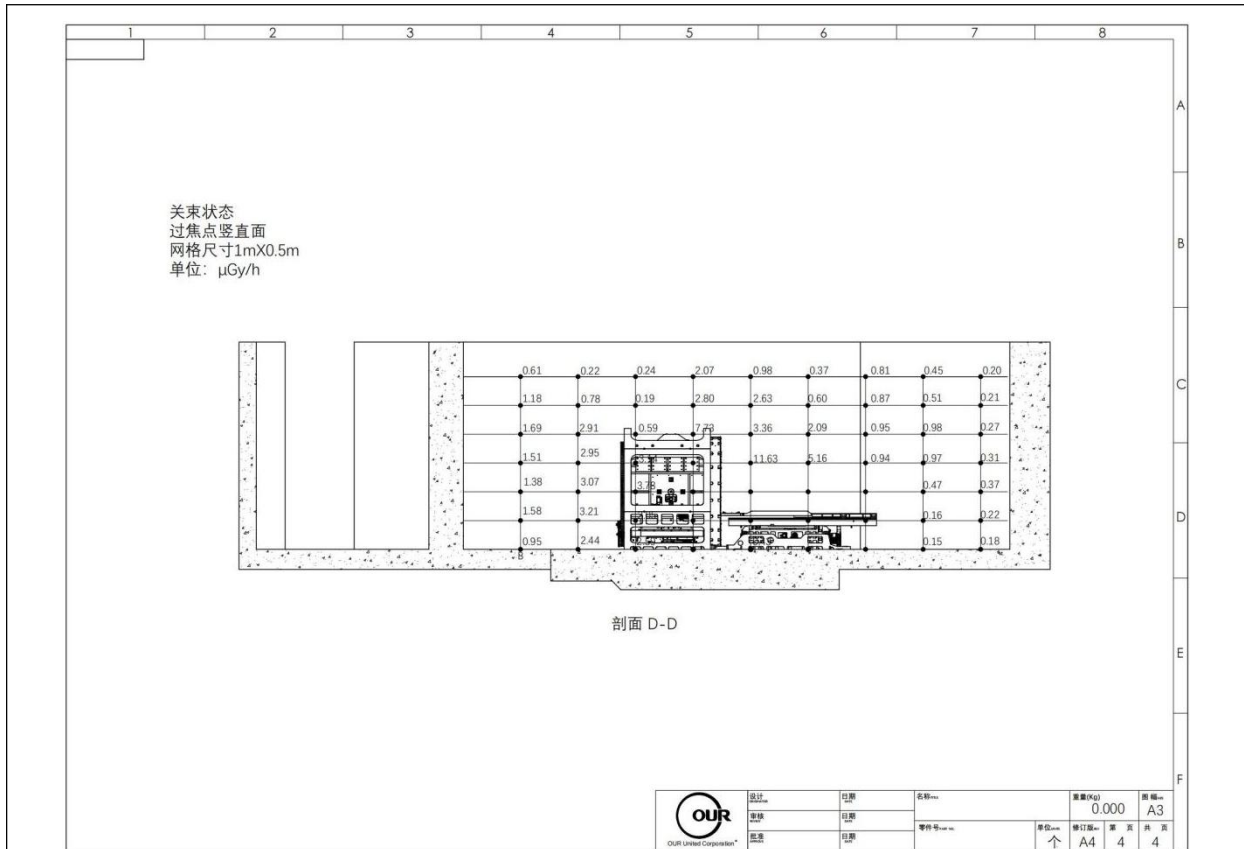 1 2 3 4 5 6 7 8
A
B
C
D
E
F
关束状态
过焦点竖直面
网格尺寸1mX0.5m
单位: μGy/h
0.61 0.22 0.24 2.07 0.98 0.37 0.81 0.45 0.20
1.18 0.78 0.19 2.80 2.63 0.60 0.87 0.51 0.21
1.69 2.91 0.59 7.73 3.36 2.09 0.95 0.98 0.27
1.51 2.95 11.63 5.16 0.94 0.97 0.31
1.38 3.07 3.78 0.47 0.37
1.58 3.21 0.16 0.22
0.95 2.44 0.15 0.18
剖面 D-D
OUR
OUR United Corporation
设计 日期 名称 重量(Kg) 图幅
0.000 A3
审核 日期
零件号 单位 修订版 第 页 共 页
批准 日期 个 A4 4 4